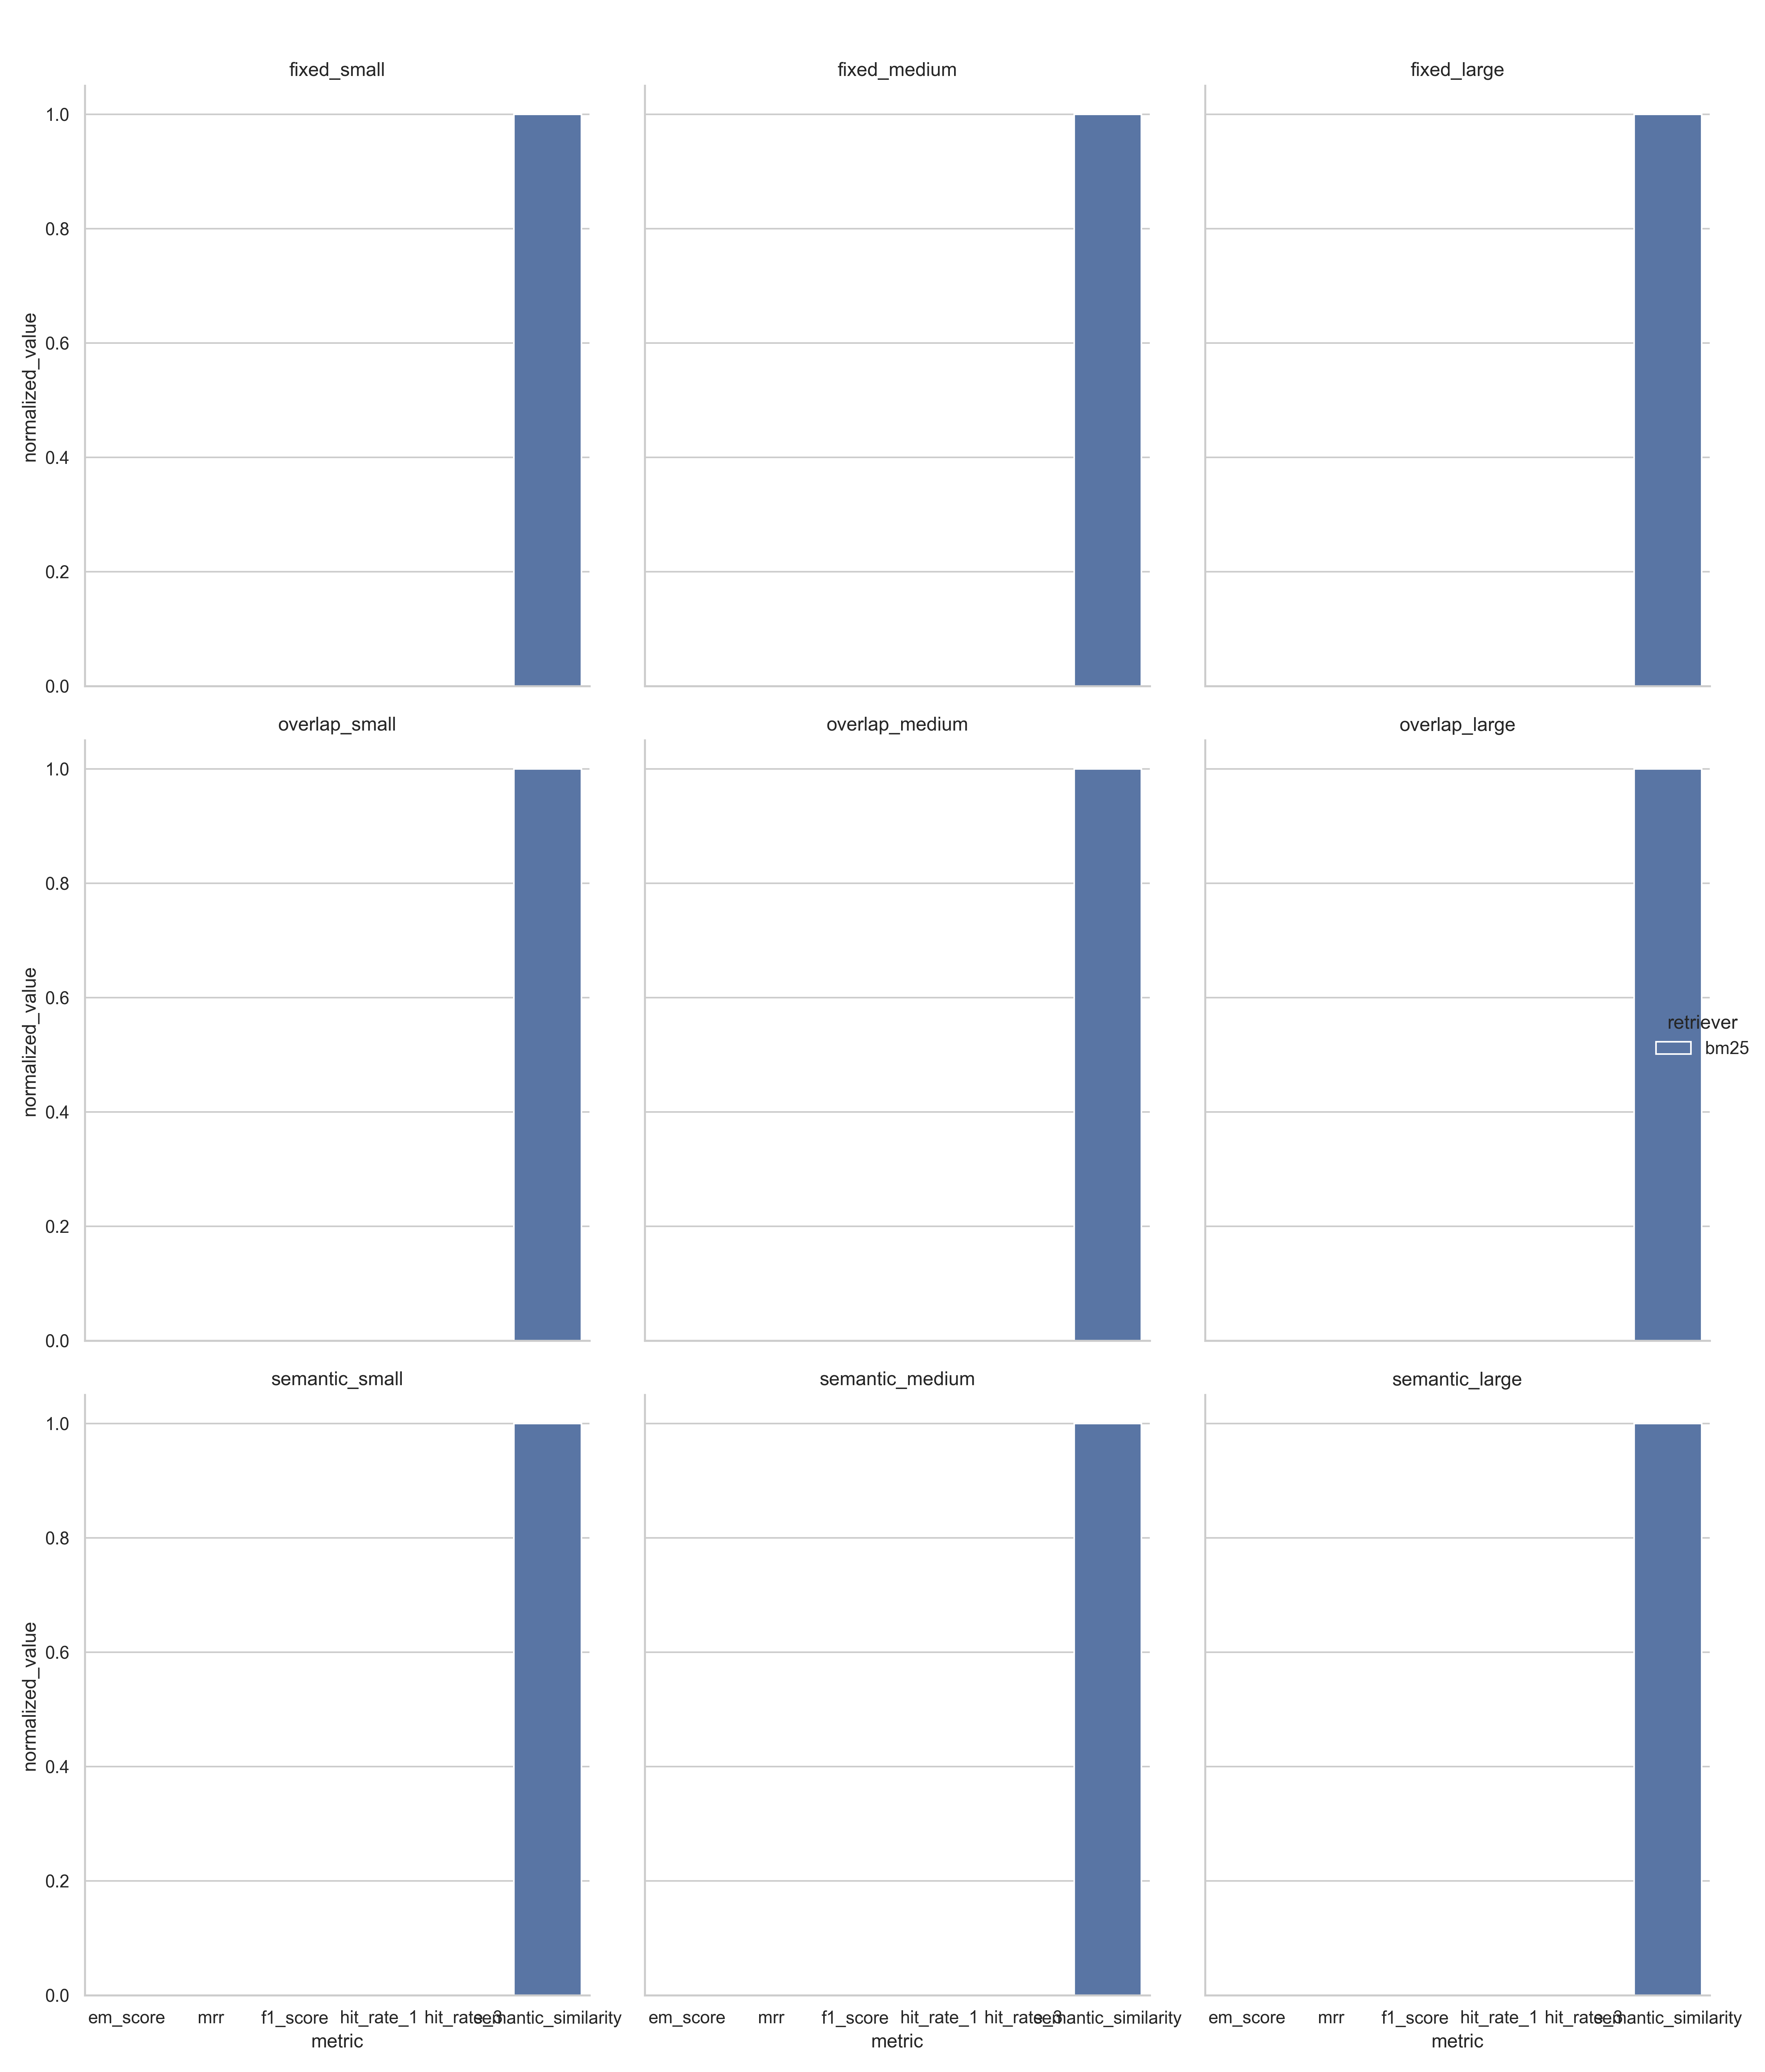 fixed_small
fixed_medium
fixed_large
normalized_value
1.0
0.8
0.6
0.4
0.2
0.0
overlap_small
overlap_medium
overlap_large
normalized_value
1.0
0.8
0.6
0.4
0.2
0.0
retriever
bm25
semantic_small
semantic_medium
semantic_large
normalized_value
1.0
0.8
0.6
0.4
0.2
0.0
em_score mrr f1_score hit_rate_1 hit_rate_3 semantic_similarity
em_score mrr f1_score hit_rate_1 hit_rate_3 semantic_similarity
em_score mrr f1_score hit_rate_1 hit_rate_3 semantic_similarity
metric
metric
metric